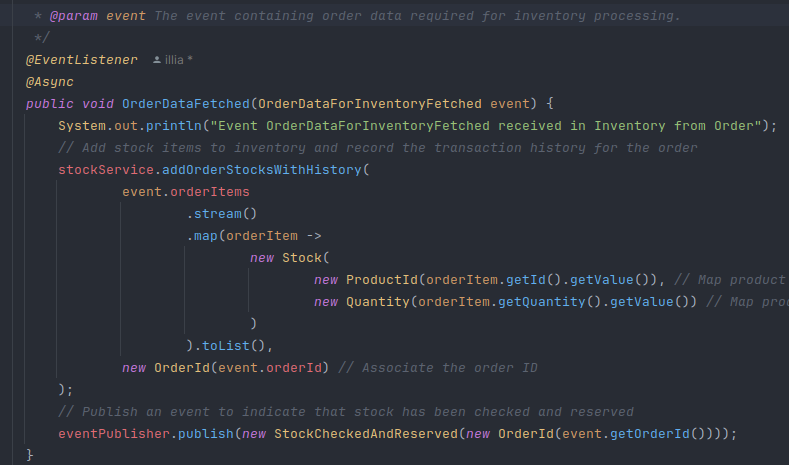 * @param event The event containing order data required for inventory processing.
*/
@EventListener illia *
@Async
public void OrderDataFetched(OrderDataForInventoryFetched event) {
System.out.println("Event OrderDataForInventoryFetched received in Inventory from Order");
// Add stock items to inventory and record the transaction history for the order
stockService.addOrderStocksWithHistory(
event.orderItems
.stream()
.map(orderItem ->
new Stock(
new ProductId(orderItem.getId().getValue()), // Map product
new Quantity(orderItem.getQuantity().getValue()) // Map
)
).toList(),
new OrderId(event.orderId) // Associate the order ID
);
// Publish an event to indicate that stock has been checked and reserved
eventPublisher.publish(new StockCheckedAndReserved(new OrderId(event.getOrderId())));
}